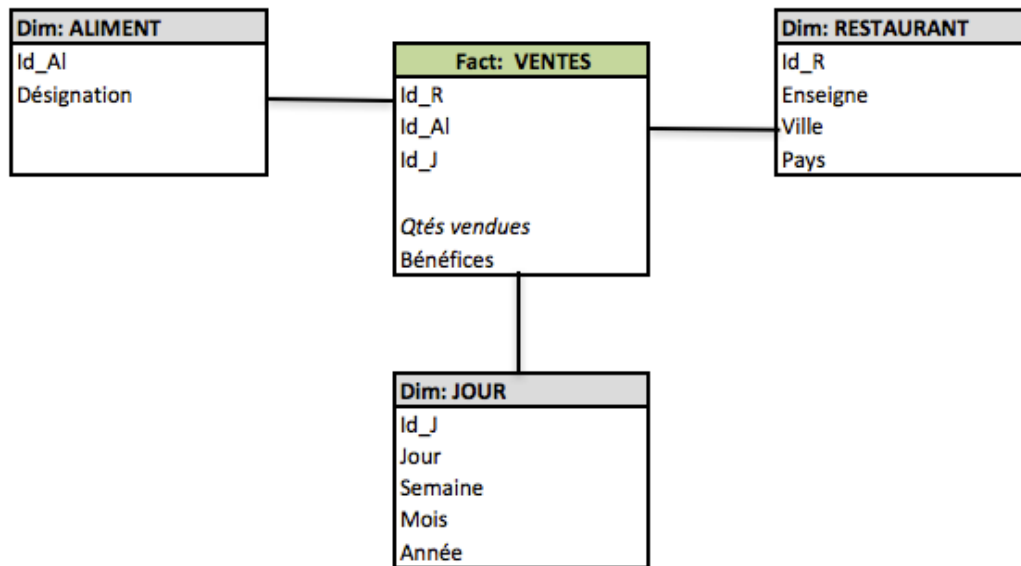 Dim: ALIMENT
Id_Al
Désignation
Fact: VENTES
Id_R
Id_Al
Id_J
Qtés vendues
Bénéfices
Dim: RESTAURANT
Id_R
Enseigne
Ville
Pays
Dim: JOUR
Id_J
Jour
Semaine
Mois
Année